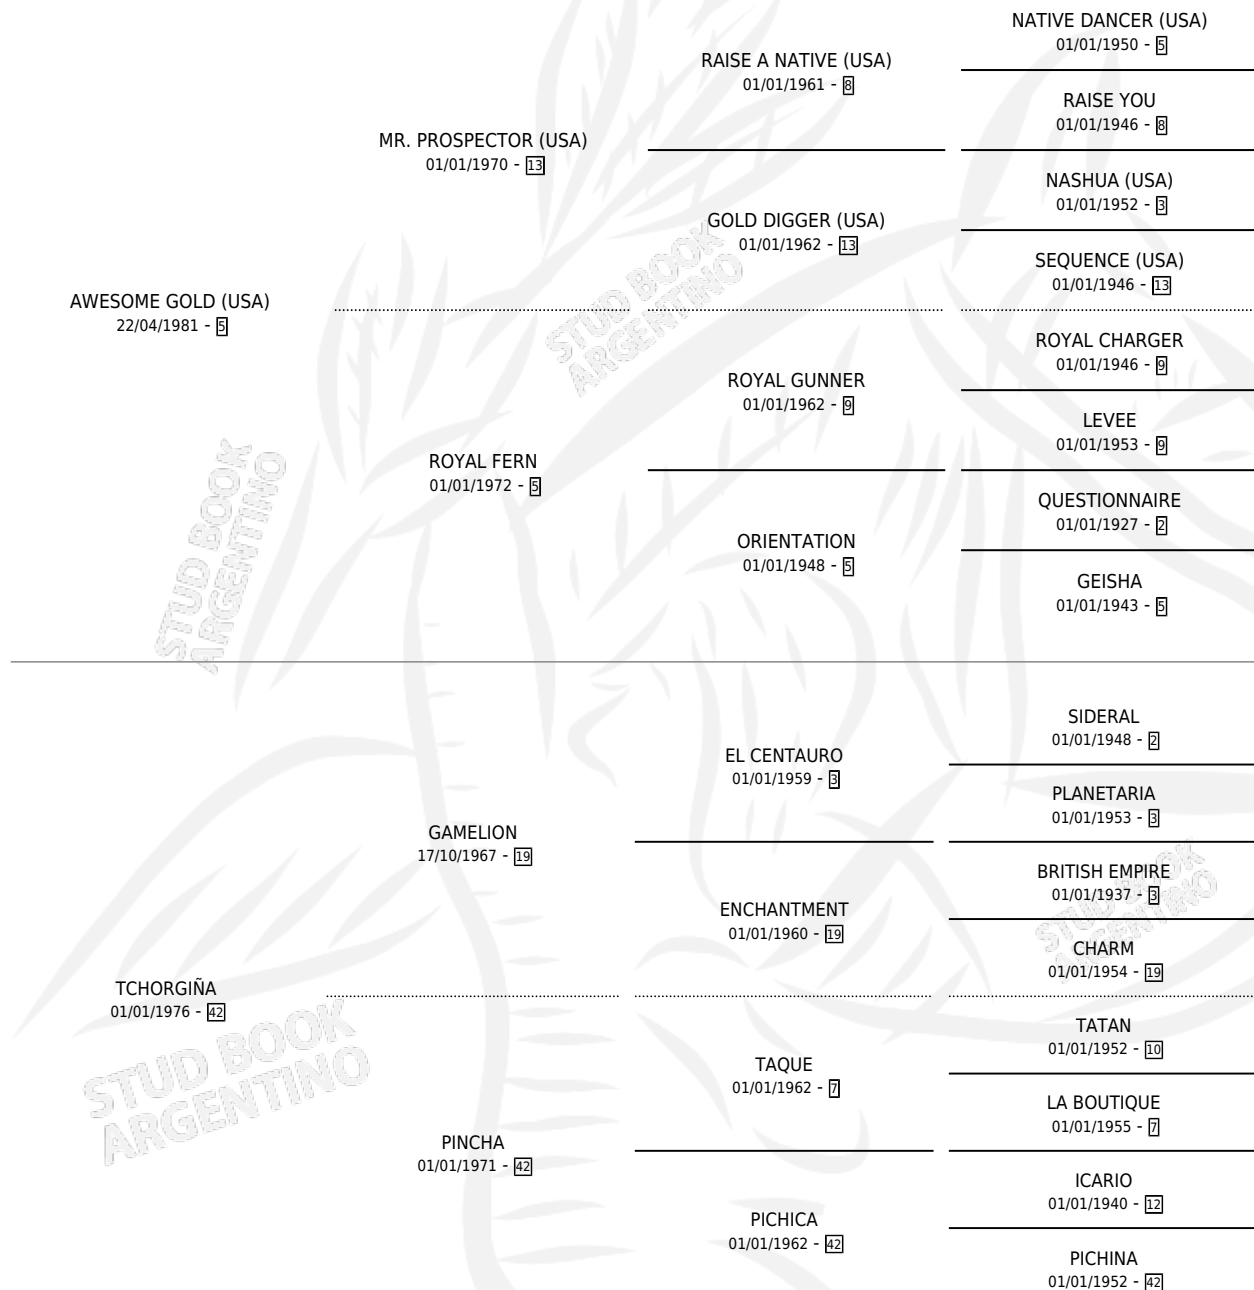 NATIVE DANCER (USA)
01/01/1950 - 5
RAISE A NATIVE (USA)
01/01/1961 - 8
RAISE YOU
01/01/1946 - 8
MR. PROSPECTOR (USA)
01/01/1970 - 13
NASHUA (USA)
01/01/1952 - 3
GOLD DIGGER (USA)
01/01/1962 - 13
SEQUENCE (USA)
01/01/1946 - 13
AWESOME GOLD (USA)
22/04/1981 - 5
STUD BOOK
ARGENTINO
ROYAL CHARGER
01/01/1946 - 9
ROYAL GUNNER
01/01/1962 - 9
LEVEE
01/01/1953 - 9
ROYAL FERN
01/01/1972 - 5
QUESTIONNAIRE
01/01/1927 - 2
ORIENTATION
01/01/1948 - 5
GEISHA
01/01/1943 - 5
STUD BOOK
ARGENTINO
SIDERAL
01/01/1948 - 2
EL CENTAURO
01/01/1959 - 3
PLANETARIA
01/01/1953 - 3
GAMELION
17/10/1967 - 19
BRITISH EMPIRE
01/01/1937 - 3
ENCHANTMENT
01/01/1960 - 19
CHARM
01/01/1954 - 19
STUD BOOK
ARGENTINO
TCHORGIÑA
01/01/1976 - 42
STUD BOOK
ARGENTINO
TATAN
01/01/1952 - 10
TAQUE
01/01/1962 - 7
LA BOUTIQUE
01/01/1955 - 7
PINCHA
01/01/1971 - 42
ICARIO
01/01/1940 - 12
PICHICA
01/01/1962 - 42
PICHINA
01/01/1952 - 42